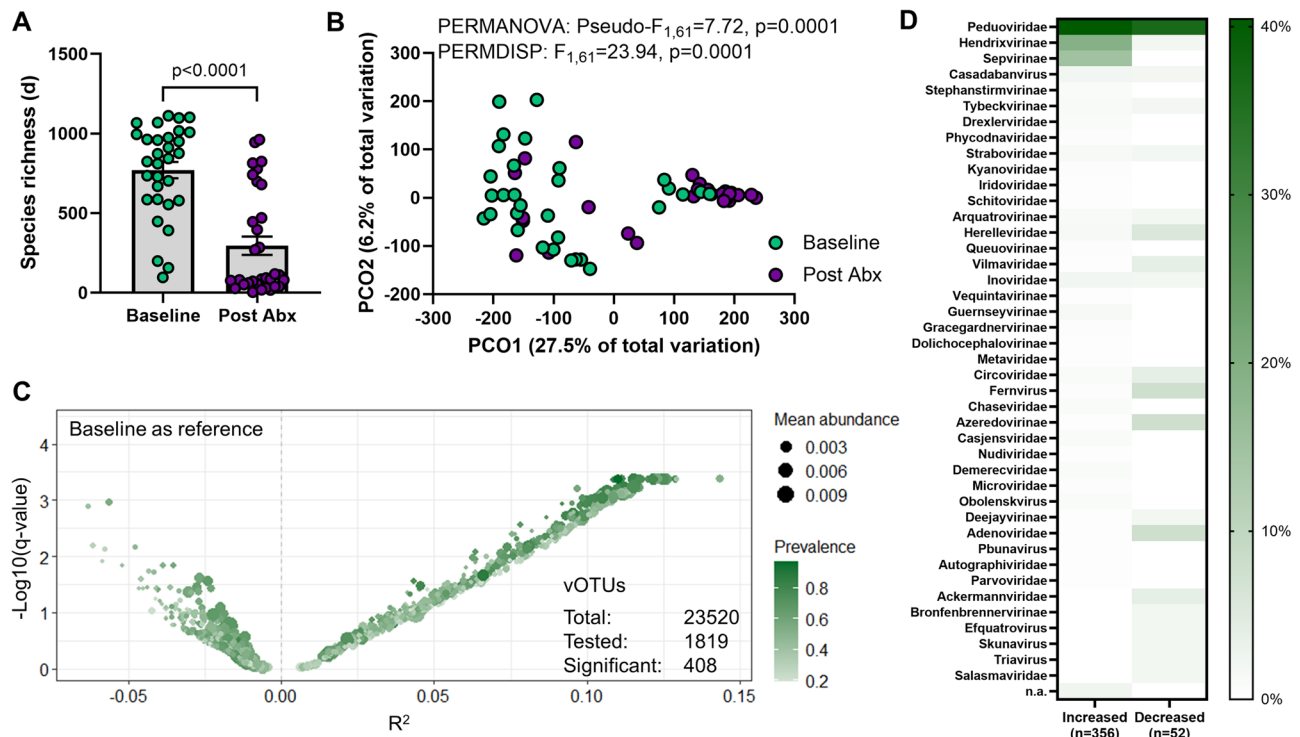 A
1500
1000
500
0
Species richness (d)
p<0.0001
Baseline
Post Abx
B
PERMANOVA: Pseudo-F1,61=7.72, p=0.0001
PERMDISP: F1,61=23.94, p=0.0001
300
200
100
0
-100
-200
PCO2 (6.2% of total variation)
-300
-200
-100
0
100
200
300
PCO1 (27.5% of total variation)
Baseline
Post Abx
C
Baseline as reference
4
3
2
1
0
-Log10(q-value)
-0.05
0.00
0.05
0.10
0.15
R2
vOTUs
Total: 23520
Tested: 1819
Significant: 408
Mean abundance
0.003
0.006
0.009
Prevalence
0.8
0.6
0.4
0.2
D
Peduoviridae
Hendrixvirinae
Sepvirinae
Casadabanvirus
Stephanstirmvirinae
Tybeckvirinae
Drexlerviridae
Phycodnaviridae
Straboviridae
Kyanoviridae
Iridoviridae
Schitoviridae
Arquatrovirinae
Herelleviridae
Queuovirinae
Vilmaviridae
Inoviridae
Vequintavirinae
Guernseyvirinae
Gracegardnervirinae
Dolichocephalovirinae
Metaviridae
Circoviridae
Fernvirus
Chaseviridae
Azeredovirinae
Casjensviridae
Nudiviridae
Demerecviridae
Microviridae
Obolenskvirus
Deejayvirinae
Adenoviridae
Pbunavirus
Autographiviridae
Parvoviridae
Ackermannviridae
Bronfenbrennervirinae
Efquatrovirus
Skunavirus
Triavirus
Salasmaviridae
n.a.
Increased
(n=356)
Decreased
(n=52)
40%
30%
20%
10%
0%